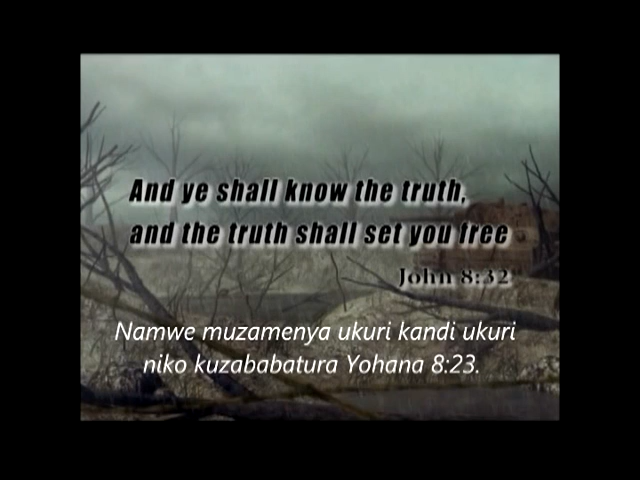 And ye shall know the truth,
and the truth shall set you free
John 8:32
Namwe muzamenya ukuri kandi ukuri
niko kuzababatura Yohana 8:23.